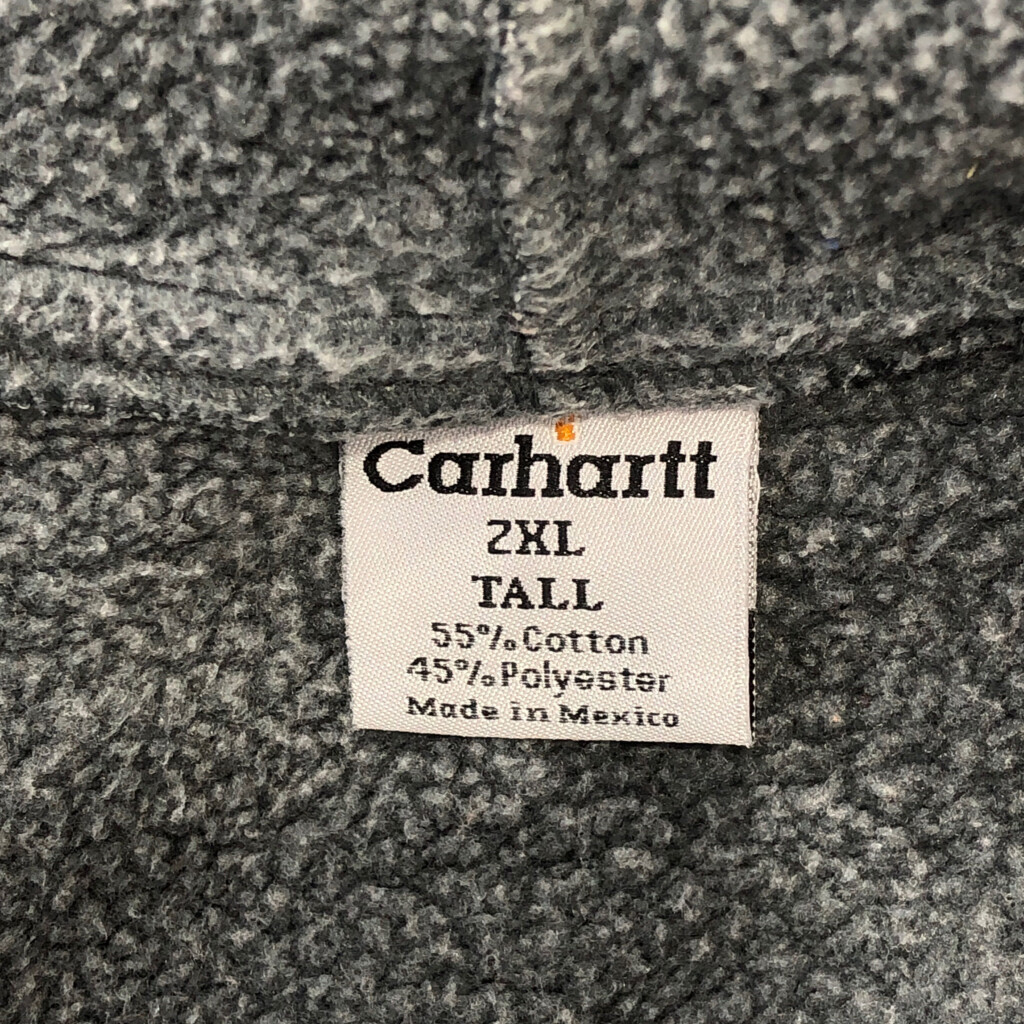 Carhartt
2XL
TALL
55% Cotton
45% Polyester
Made in Mexico